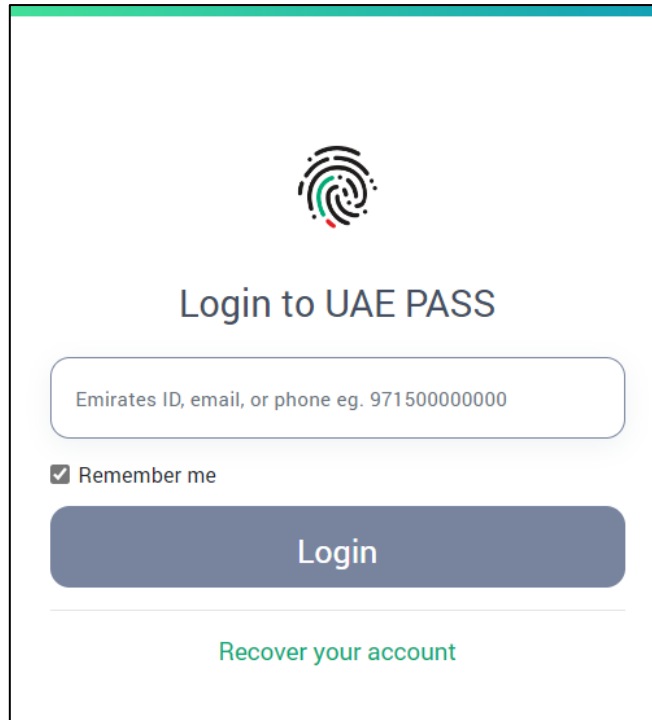 Login to UAE PASS
Emirates ID, email, or phone eg. 971500000000
Remember me
Login
Recover your account